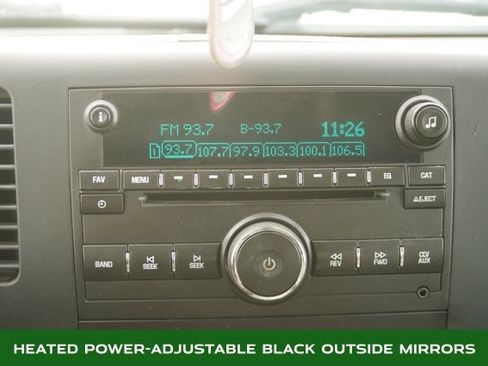 FM 93.7 B-93.7 11:26
1 93.7 107.7 97.9 103.3 100.1 106.5
FAV MENU EQ CAT
EJECT
BAND SEEK SEEK REV FWD CD/AUX
HEATED POWER-ADJUSTABLE BLACK OUTSIDE MIRRORS